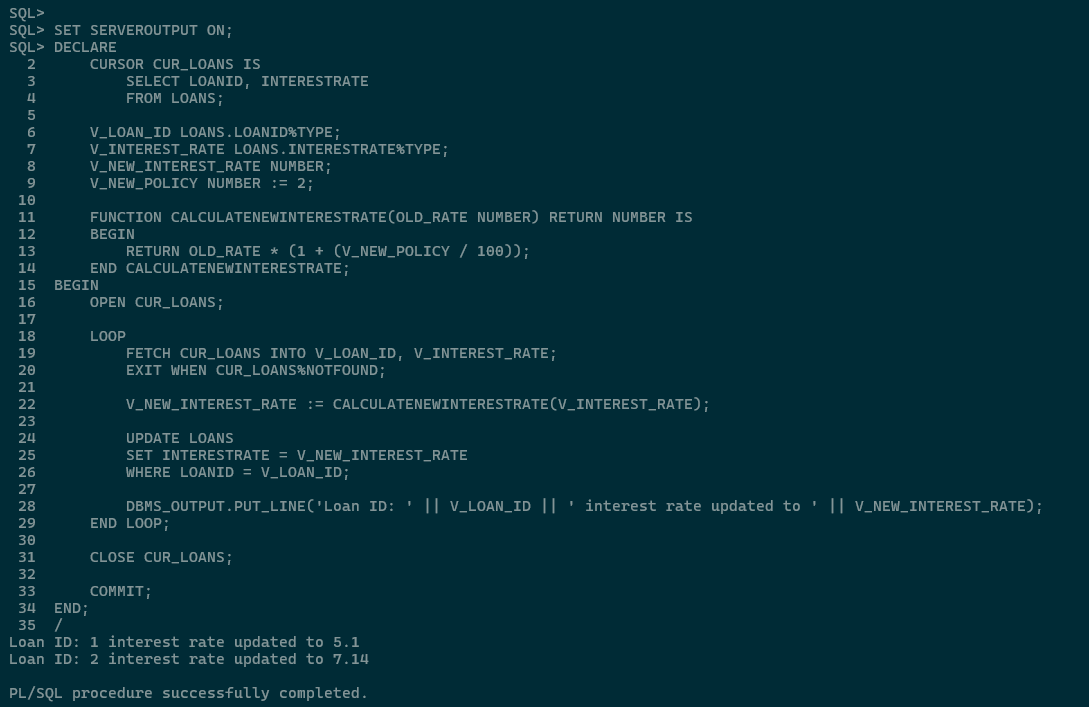 SQL>
SQL> SET SERVEROUTPUT ON;
SQL> DECLARE
  2      CURSOR CUR_LOANS IS
  3          SELECT LOANID, INTERESTRATE
  4          FROM LOANS;
  5
  6      V_LOAN_ID LOANS.LOANID%TYPE;
  7      V_INTEREST_RATE LOANS.INTERESTRATE%TYPE;
  8      V_NEW_INTEREST_RATE NUMBER;
  9      V_NEW_POLICY NUMBER := 2;
 10
 11      FUNCTION CALCULATENEWINTERESTRATE(OLD_RATE NUMBER) RETURN NUMBER IS
 12      BEGIN
 13          RETURN OLD_RATE * (1 + (V_NEW_POLICY / 100));
 14      END CALCULATENEWINTERESTRATE;
 15  BEGIN
 16      OPEN CUR_LOANS;
 17
 18      LOOP
 19          FETCH CUR_LOANS INTO V_LOAN_ID, V_INTEREST_RATE;
 20          EXIT WHEN CUR_LOANS%NOTFOUND;
 21
 22          V_NEW_INTEREST_RATE := CALCULATENEWINTERESTRATE(V_INTEREST_RATE);
 23
 24          UPDATE LOANS
 25          SET INTERESTRATE = V_NEW_INTEREST_RATE
 26          WHERE LOANID = V_LOAN_ID;
 27
 28          DBMS_OUTPUT.PUT_LINE('Loan ID: ' || V_LOAN_ID || ' interest rate updated to ' || V_NEW_INTEREST_RATE);
 29      END LOOP;
 30
 31      CLOSE CUR_LOANS;
 32
 33      COMMIT;
 34  END;
 35  /
Loan ID: 1 interest rate updated to 5.1
Loan ID: 2 interest rate updated to 7.14

PL/SQL procedure successfully completed.